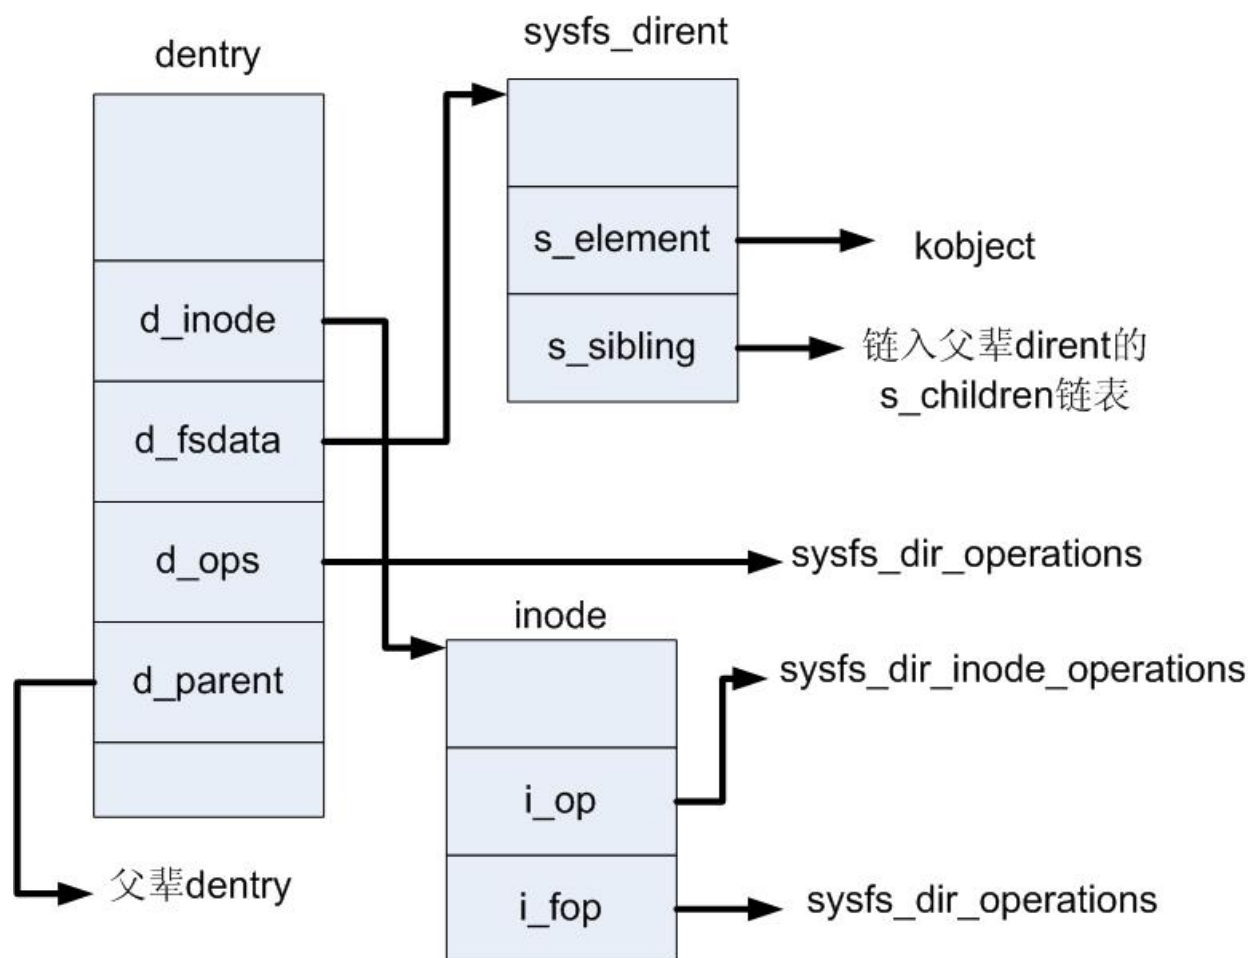 dentry
d_inode
d_fsdata
d_ops
d_parent
父辈dentry
sysfs_dirent
s_element
s_sibling
kobject
链入父辈dirent的
s_children链表
sysfs_dir_operations
inode
i_op
i_fop
sysfs_dir_inode_operations
sysfs_dir_operations